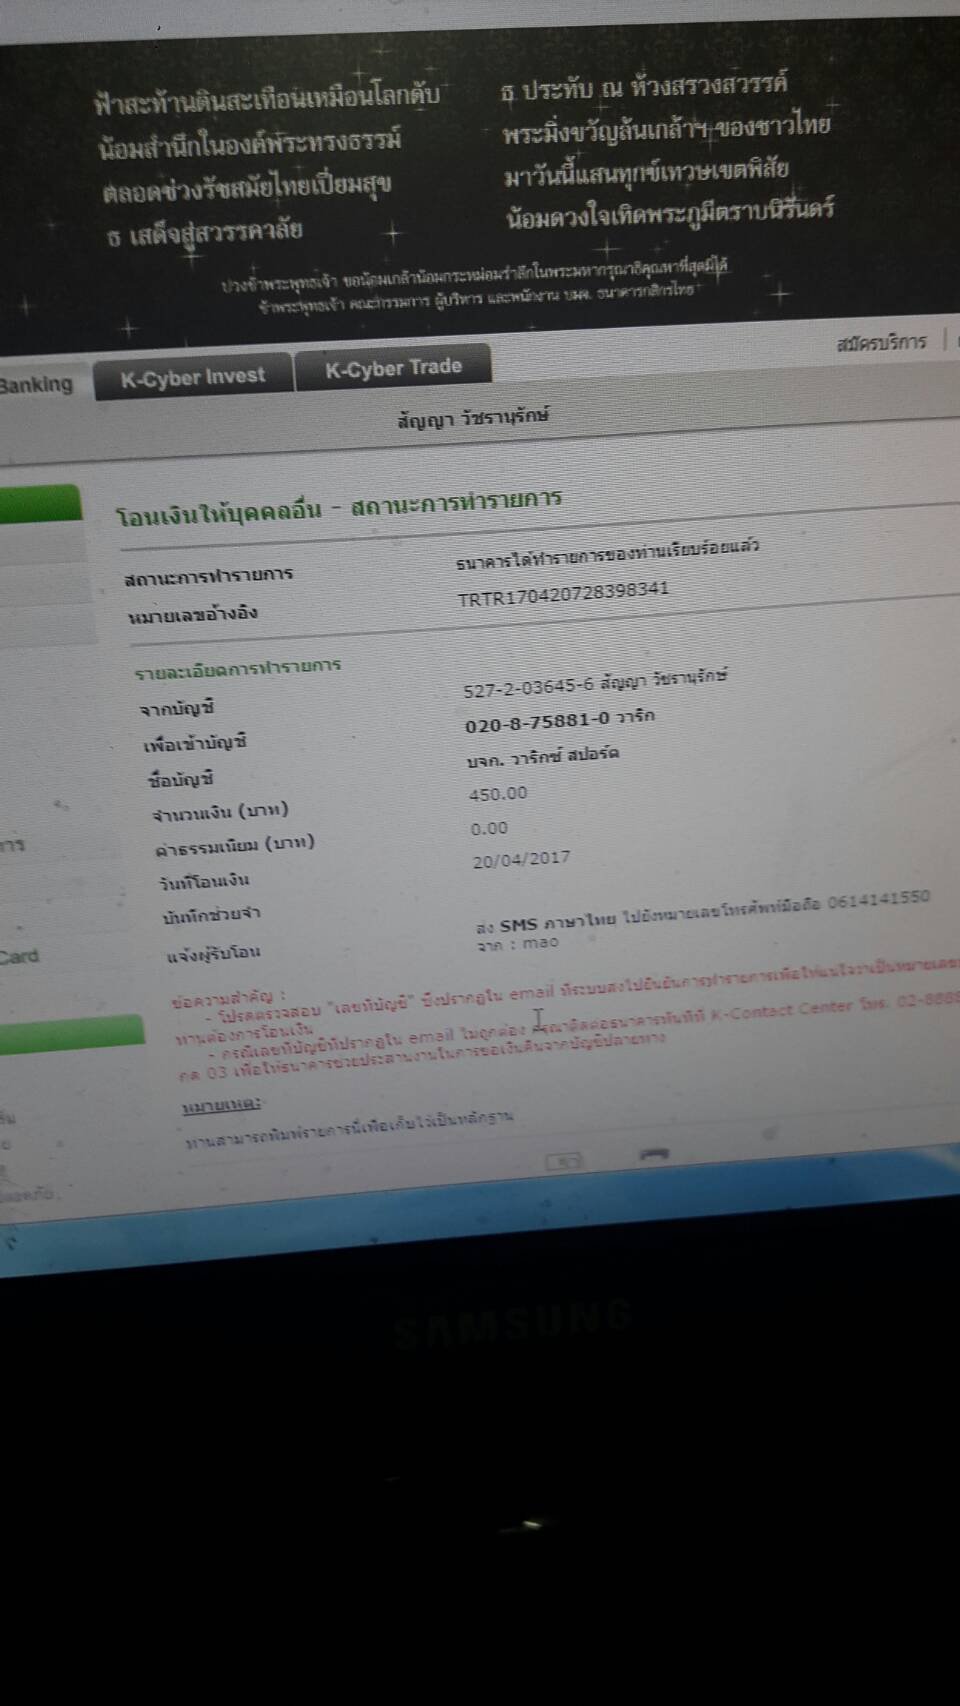 ฟ้าสะท้านดินสะเทือนเหมือนโลกดับ
น้อมสำนึกในองค์พระทรงธรรม์
ตลอดช่วงรัชสมัยไทยเปี่ยมสุข
ธ เสด็จสู่สวรรคาลัย
ธ ประทับ ณ ห้วงสรวงสวรรค์
พระมิ่งขวัญล้นเกล้าฯ ของชาวไทย
มาวันนี้แสนทุกข์เทวษเขตพิสัย
น้อมดวงใจเทิดพระภูมีตราบนิรันดร์
ปวงข้าพระพุทธเจ้า ขอน้อมเกล้าน้อมกระหม่อมรำลึกในพระมหากรุณาธิคุณหาที่สุดมิได้
ข้าพระพุทธเจ้า คณะกรรมการ ผู้บริหาร และพนักงาน บมจ. ธนาคารกสิกรไทย
สมัครบริการ
Banking K-Cyber Invest K-Cyber Trade
สัญญา วัชรานุรักษ์
โอนเงินให้บุคคลอื่น - สถานะการทำรายการ
สถานะการทำรายการ ธนาคารได้ทำรายการของท่านเรียบร้อยแล้ว
หมายเลขอ้างอิง TRTR170420728398341
รายละเอียดการทำรายการ
จากบัญชี 527-2-03645-6 สัญญา วัชรานุรักษ์
เพื่อเข้าบัญชี 020-8-75881-0 วาริก
ชื่อบัญชี บจก. วาริกซ์ สปอร์ต
จำนวนเงิน (บาท) 450.00
ค่าธรรมเนียม (บาท) 0.00
วันที่โอนเงิน 20/04/2017
บันทึกช่วยจำ
แจ้งผู้รับโอน ส่ง SMS ภาษาไทย ไปยังหมายเลขโทรศัพท์มือถือ 0614141550
จาก : mao
ข้อความสำคัญ :
- โปรดตรวจสอบ "เลขที่บัญชี" ซึ่งปรากฏใน email ที่ระบบส่งไปยืนยันการทำรายการเพื่อให้แน่ใจว่าเป็นหมายเลข
ท่านต้องการโอนเงิน
- กรณีเลขที่บัญชีที่ปรากฏใน email ไม่ถูกต้อง กรุณาติดต่อธนาคารทันทีที่ K-Contact Center โทร. 02-8888
กด 03 เพื่อให้ธนาคารช่วยประสานงานในการขอเงินคืนจากบัญชีปลายทาง
หมายเหตุ:
ท่านสามารถพิมพ์รายการนี้เพื่อเก็บไว้เป็นหลักฐาน
Card
SAMSUNG